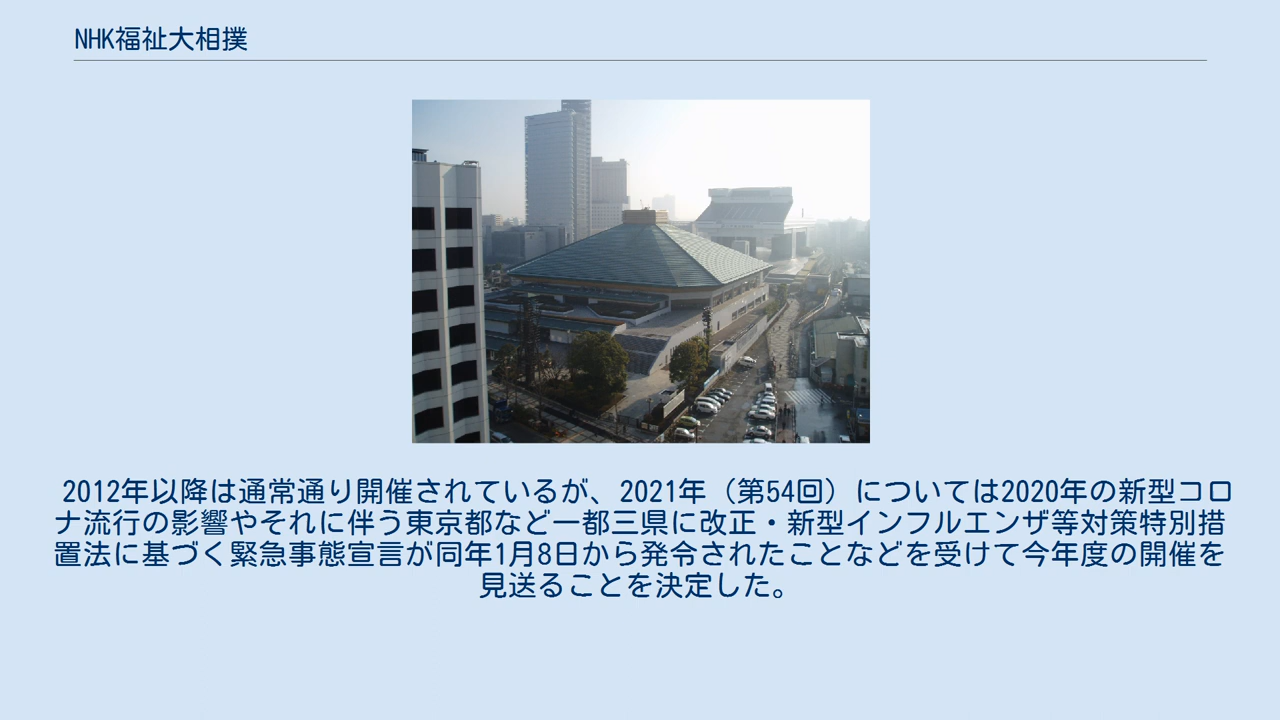 NHK福祉大相撲
2012年以降は通常通り開催されているが、2021年（第54回）については2020年の新型コロ
ナ流行の影響やそれに伴う東京都など一都三県に改正・新型インフルエンザ等対策特別措
置法に基づく緊急事態宣言が同年1月8日から発令されたことなどを受けて今年度の開催を
見送ることを決定した。